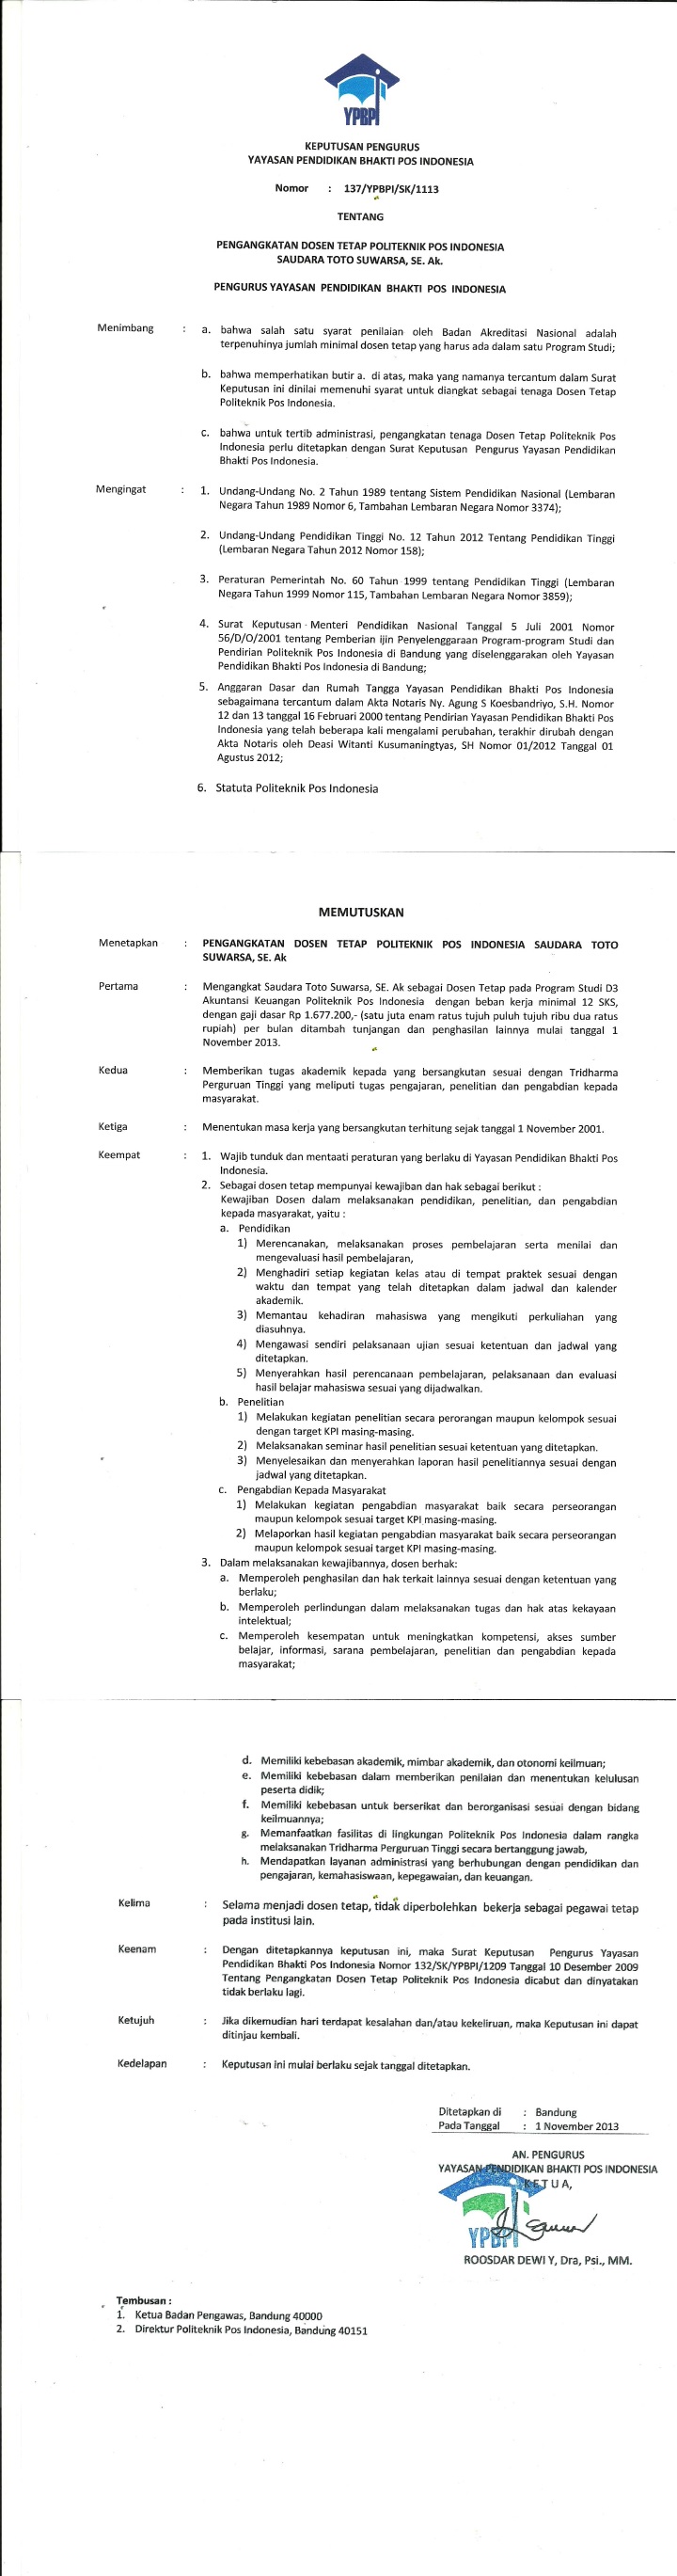 YPBPI
KEPUTUSAN PENGURUS
YAYASAN PENDIDIKAN BHAKTI POS INDONESIA
Nomor : 137/YPBPI/SK/1113
TENTANG
PENGANGKATAN DOSEN TETAP POLITEKNIK POS INDONESIA
SAUDARA TOTO SUWARSA, SE. Ak.
PENGURUS YAYASAN PENDIDIKAN BHAKTI POS INDONESIA
Menimbang : a. bahwa salah satu syarat penilaian oleh Badan Akreditasi Nasional adalah
terpenuhinya jumlah minimal dosen tetap yang harus ada dalam satu Program Studi;
b. bahwa memperhatikan butir a. di atas, maka yang namanya tercantum dalam Surat
Keputusan ini dinilai memenuhi syarat untuk diangkat sebagai tenaga Dosen Tetap
Politeknik Pos Indonesia.
c. bahwa untuk tertib administrasi, pengangkatan tenaga Dosen Tetap Politeknik Pos
Indonesia perlu ditetapkan dengan Surat Keputusan Pengurus Yayasan Pendidikan
Bhakti Pos Indonesia.
Mengingat : 1. Undang-Undang No. 2 Tahun 1989 tentang Sistem Pendidikan Nasional (Lembaran
Negara Tahun 1989 Nomor 6, Tambahan Lembaran Negara Nomor 3374);
2. Undang-Undang Pendidikan Tinggi No. 12 Tahun 2012 Tentang Pendidikan Tinggi
(Lembaran Negara Tahun 2012 Nomor 158);
3. Peraturan Pemerintah No. 60 Tahun 1999 tentang Pendidikan Tinggi (Lembaran
Negara Tahun 1999 Nomor 115, Tambahan Lembaran Negara Nomor 3859);
4. Surat Keputusan Menteri Pendidikan Nasional Tanggal 5 Juli 2001 Nomor
56/D/O/2001 tentang Pemberian ijin Penyelenggaraan Program-program Studi dan
Pendirian Politeknik Pos Indonesia di Bandung yang diselenggarakan oleh Yayasan
Pendidikan Bhakti Pos Indonesia di Bandung;
5. Anggaran Dasar dan Rumah Tangga Yayasan Pendidikan Bhakti Pos Indonesia
sebagaimana tercantum dalam Akta Notaris Ny. Agung S Koesbandriyo, S.H. Nomor
12 dan 13 tanggal 16 Februari 2000 tentang Pendirian Yayasan Pendidikan Bhakti Pos
Indonesia yang telah beberapa kali mengalami perubahan, terakhir dirubah dengan
Akta Notaris oleh Deasi Witanti Kusumaningtyas, SH Nomor 01/2012 Tanggal 01
Agustus 2012;
6. Statuta Politeknik Pos Indonesia
MEMUTUSKAN
Menetapkan : PENGANGKATAN DOSEN TETAP POLITEKNIK POS INDONESIA SAUDARA TOTO
SUWARSA, SE. Ak
Pertama : Mengangkat Saudara Toto Suwarsa, SE. Ak sebagai Dosen Tetap pada Program Studi D3
Akuntansi Keuangan Politeknik Pos Indonesia dengan beban kerja minimal 12 SKS,
dengan gaji dasar Rp 1.677.200,- (satu juta enam ratus tujuh puluh tujuh ribu dua ratus
rupiah) per bulan ditambah tunjangan dan penghasilan lainnya mulai tanggal 1
November 2013.
Kedua : Memberikan tugas akademik kepada yang bersangkutan sesuai dengan Tridharma
Perguruan Tinggi yang meliputi tugas pengajaran, penelitian dan pengabdian kepada
masyarakat.
Ketiga : Menentukan masa kerja yang bersangkutan terhitung sejak tanggal 1 November 2001.
Keempat : 1. Wajib tunduk dan mentaati peraturan yang berlaku di Yayasan Pendidikan Bhakti Pos
Indonesia.
2. Sebagai dosen tetap mempunyai kewajiban dan hak sebagai berikut :
Kewajiban Dosen dalam melaksanakan pendidikan, penelitian, dan pengabdian
kepada masyarakat, yaitu :
a. Pendidikan
1) Merencanakan, melaksanakan proses pembelajaran serta menilai dan
mengevaluasi hasil pembelajaran,
2) Menghadiri setiap kegiatan kelas atau di tempat praktek sesuai dengan
waktu dan tempat yang telah ditetapkan dalam jadwal dan kalender
akademik.
3) Memantau kehadiran mahasiswa yang mengikuti perkuliahan yang
diasuhnya.
4) Mengawasi sendiri pelaksanaan ujian sesuai ketentuan dan jadwal yang
ditetapkan.
5) Menyerahkan hasil perencanaan pembelajaran, pelaksanaan dan evaluasi
hasil belajar mahasiswa sesuai yang dijadwalkan.
b. Penelitian
1) Melakukan kegiatan penelitian secara perorangan maupun kelompok sesuai
dengan target KPI masing-masing.
2) Melaksanakan seminar hasil penelitian sesuai ketentuan yang ditetapkan.
3) Menyelesaikan dan menyerahkan laporan hasil penelitiannya sesuai dengan
jadwal yang ditetapkan.
c. Pengabdian Kepada Masyarakat
1) Melakukan kegiatan pengabdian masyarakat baik secara perseorangan
maupun kelompok sesuai target KPI masing-masing.
2) Melaporkan hasil kegiatan pengabdian masyarakat baik secara perseorangan
maupun kelompok sesuai target KPI masing-masing.
3. Dalam melaksanakan kewajibannya, dosen berhak:
a. Memperoleh penghasilan dan hak terkait lainnya sesuai dengan ketentuan yang
berlaku;
b. Memperoleh perlindungan dalam melaksanakan tugas dan hak atas kekayaan
intelektual;
c. Memperoleh kesempatan untuk meningkatkan kompetensi, akses sumber
belajar, informasi, sarana pembelajaran, penelitian dan pengabdian kepada
masyarakat;
d. Memiliki kebebasan akademik, mimbar akademik, dan otonomi keilmuan;
e. Memiliki kebebasan dalam memberikan penilaian dan menentukan kelulusan
peserta didik;
f. Memiliki kebebasan untuk berserikat dan berorganisasi sesuai dengan bidang
keilmuannya;
g. Memanfaatkan fasilitas di lingkungan Politeknik Pos Indonesia dalam rangka
melaksanakan Tridharma Perguruan Tinggi secara bertanggung jawab,
h. Mendapatkan layanan administrasi yang berhubungan dengan pendidikan dan
pengajaran, kemahasiswaan, kepegawaian, dan keuangan.
Kelima : Selama menjadi dosen tetap, tidak diperbolehkan bekerja sebagai pegawai tetap
pada institusi lain.
Keenam : Dengan ditetapkannya keputusan ini, maka Surat Keputusan Pengurus Yayasan
Pendidikan Bhakti Pos Indonesia Nomor 132/SK/YPBPI/1209 Tanggal 10 Desember 2009
Tentang Pengangkatan Dosen Tetap Politeknik Pos Indonesia dicabut dan dinyatakan
tidak berlaku lagi.
Ketujuh : Jika dikemudian hari terdapat kesalahan dan/atau kekeliruan, maka Keputusan ini dapat
ditinjau kembali.
Kedelapan : Keputusan ini mulai berlaku sejak tanggal ditetapkan.
Ditetapkan di : Bandung
Pada Tanggal : 1 November 2013
AN. PENGURUS
YAYASAN PENDIDIKAN BHAKTI POS INDONESIA
K E T U A,
YPBPI
ROOSDAR DEWI Y, Dra, Psi., MM.
Tembusan :
1. Ketua Badan Pengawas, Bandung 40000
2. Direktur Politeknik Pos Indonesia, Bandung 40151